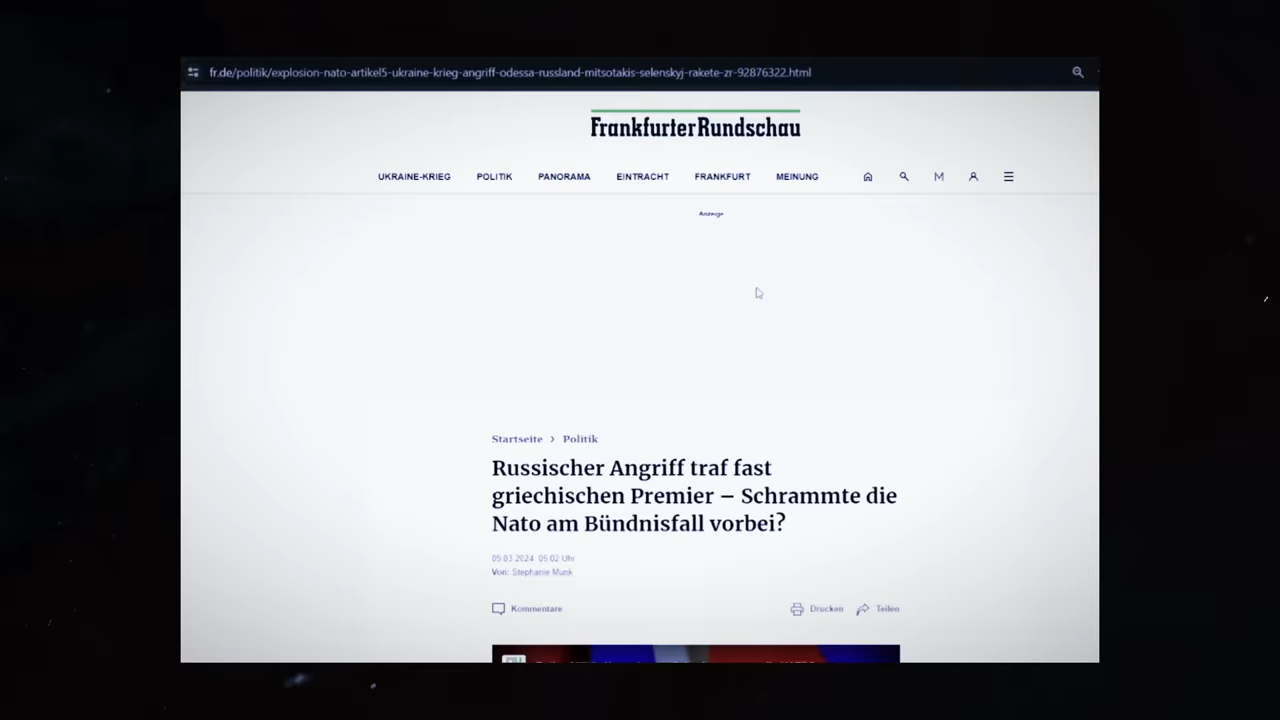 fr.de/politik/explosion-nato-artikel5-ukraine-krieg-angriff-odessa-russland-mitsotakis-selenskyj-rakete-zr-92876322.html
Frankfurter Rundschau
UKRAINE-KRIEG POLITIK PANORAMA EINTRACHT FRANKFURT MEINUNG M
Anzeige
Startseite > Politik
Russischer Angriff traf fast
griechischen Premier – Schrammte die
Nato am Bündnisfall vorbei?
09.03.2024 05:02 Uhr
Von: Stephanie Munk
Kommentare Drucken Teilen